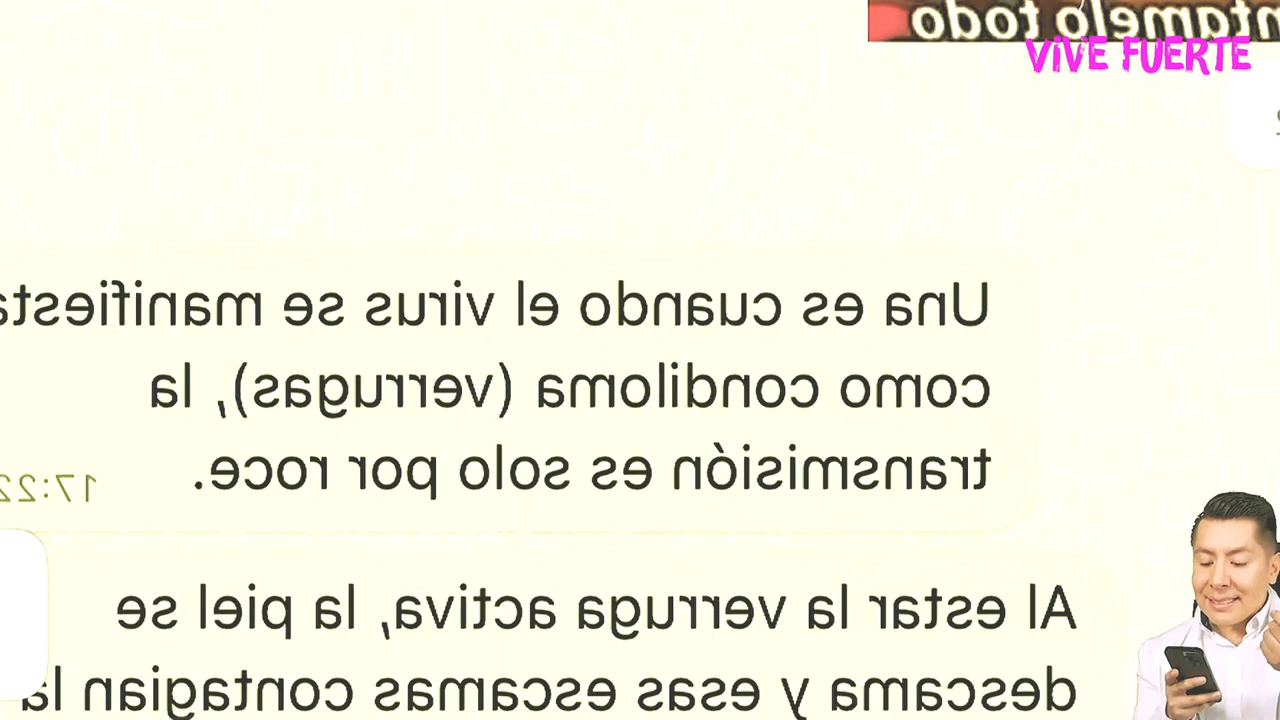 ntamelo todo
VIVE FUERTE
Una es cuando el virus se manifiesta
como condiloma (verrugas), la
transmisión es solo por roce.
17:22
Al estar la verruga activa, la piel se
descama y esas escamas contagian la